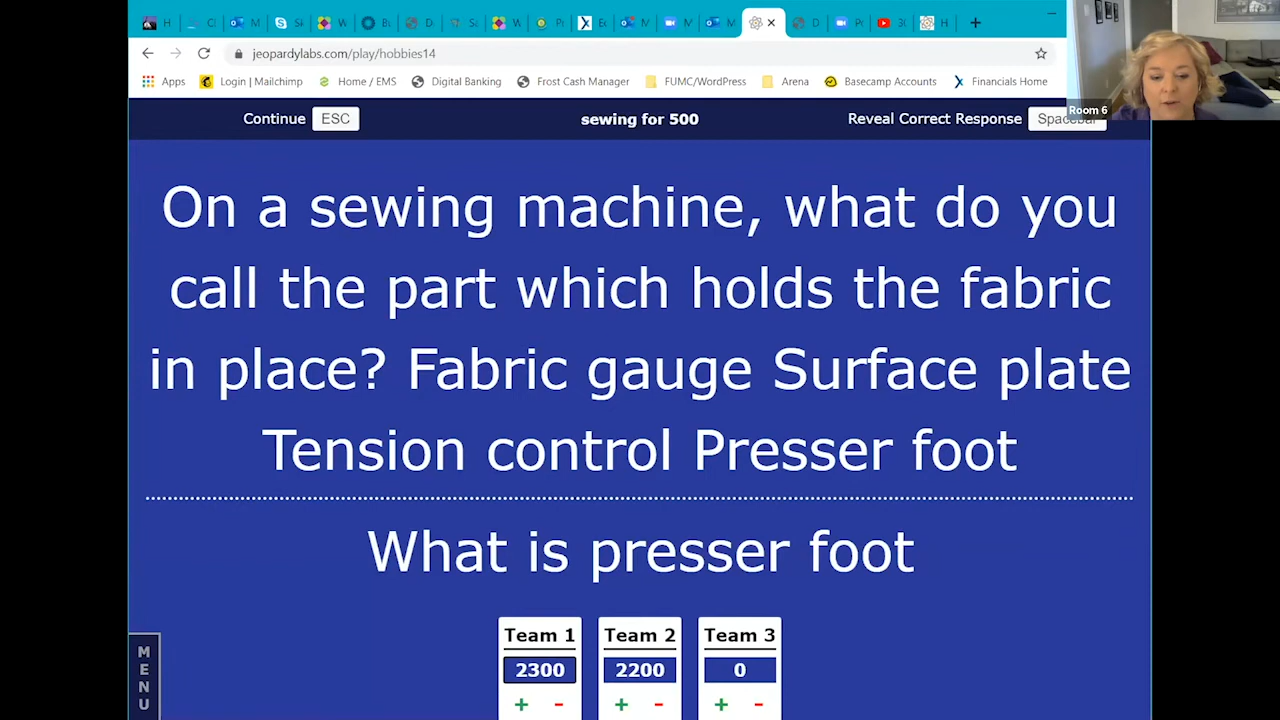 jeopardylabs.com/play/hobbies14
Apps Login | Mailchimp Home / EMS Digital Banking Frost Cash Manager FUMC/WordPress Arena Basecamp Accounts Financials Home
Room 6
Continue ESC sewing for 500 Reveal Correct Response Spacebar
On a sewing machine, what do you
call the part which holds the fabric
in place? Fabric gauge Surface plate
Tension control Presser foot
What is presser foot
Team 1 Team 2 Team 3
2300 2200 0
+ - + - + -
MENU